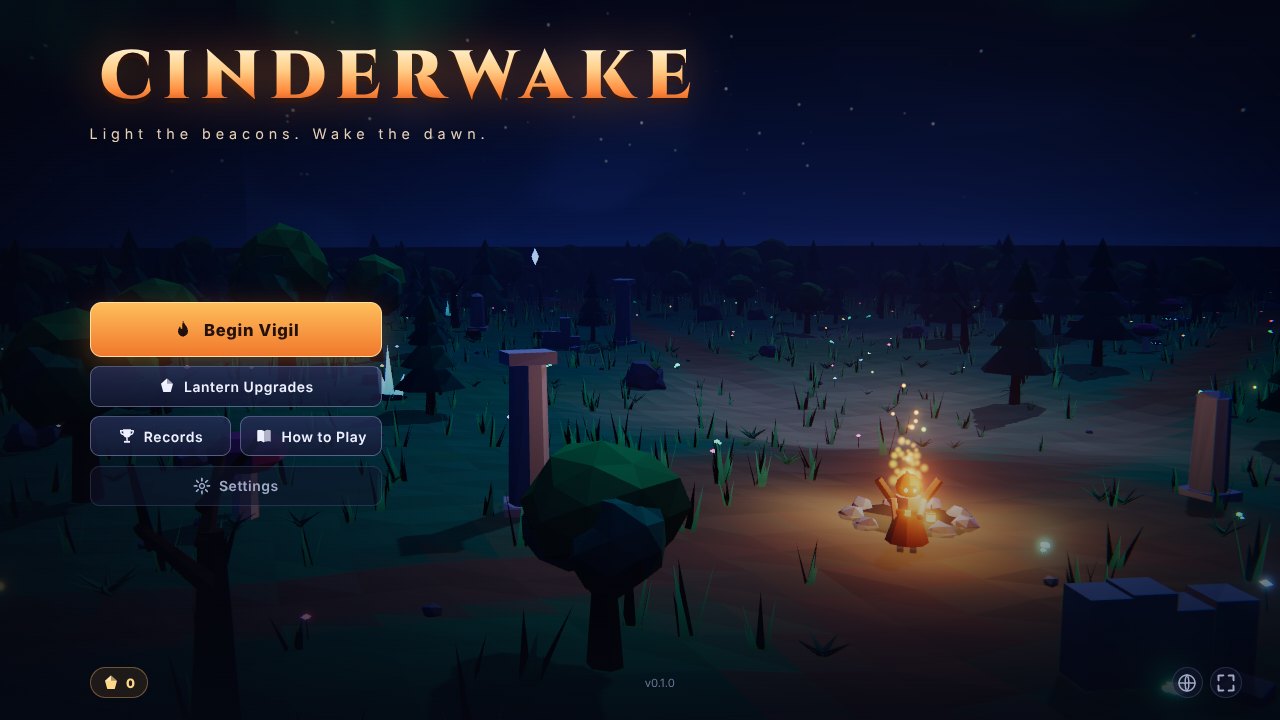 CINDERWAKE
Light the beacons. Wake the dawn.
Begin Vigil
Lantern Upgrades
Records
How to Play
Settings
0
v0.1.0